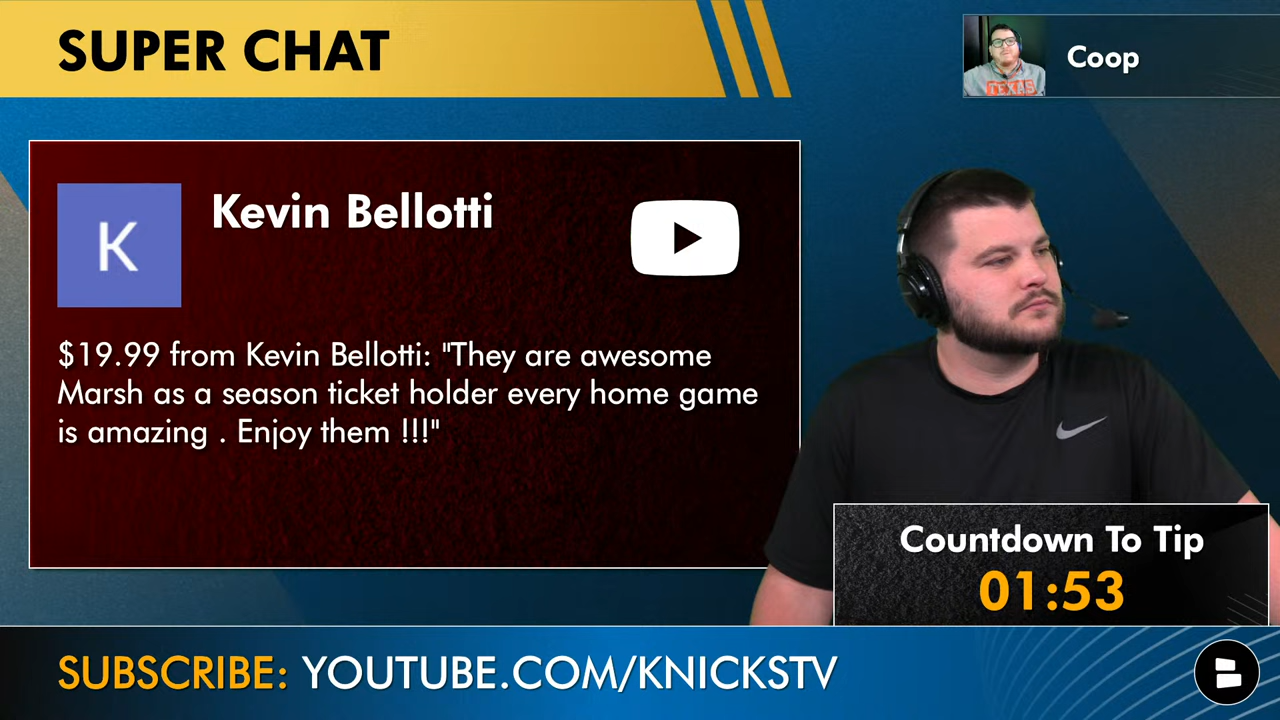 SUPER CHAT
Coop
TEXAS
K
Kevin Bellotti
$19.99 from Kevin Bellotti: "They are awesome
Marsh as a season ticket holder every home game
is amazing . Enjoy them !!!"
Countdown To Tip
01:53
SUBSCRIBE: YOUTUBE.COM/KNICKSTV